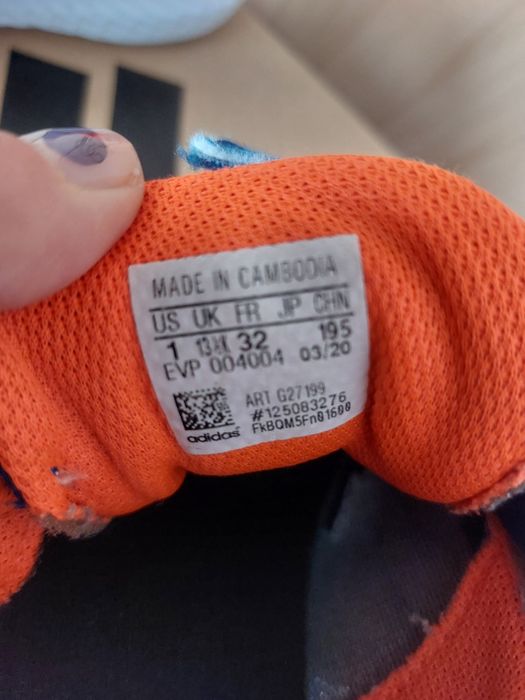 MADE IN CAMBODIA
US UK FR JP CHN
1 13½K 32 195
EVP 004004 03/20
ART G27199
#125083276
FkBQM5Fn01600
adidas